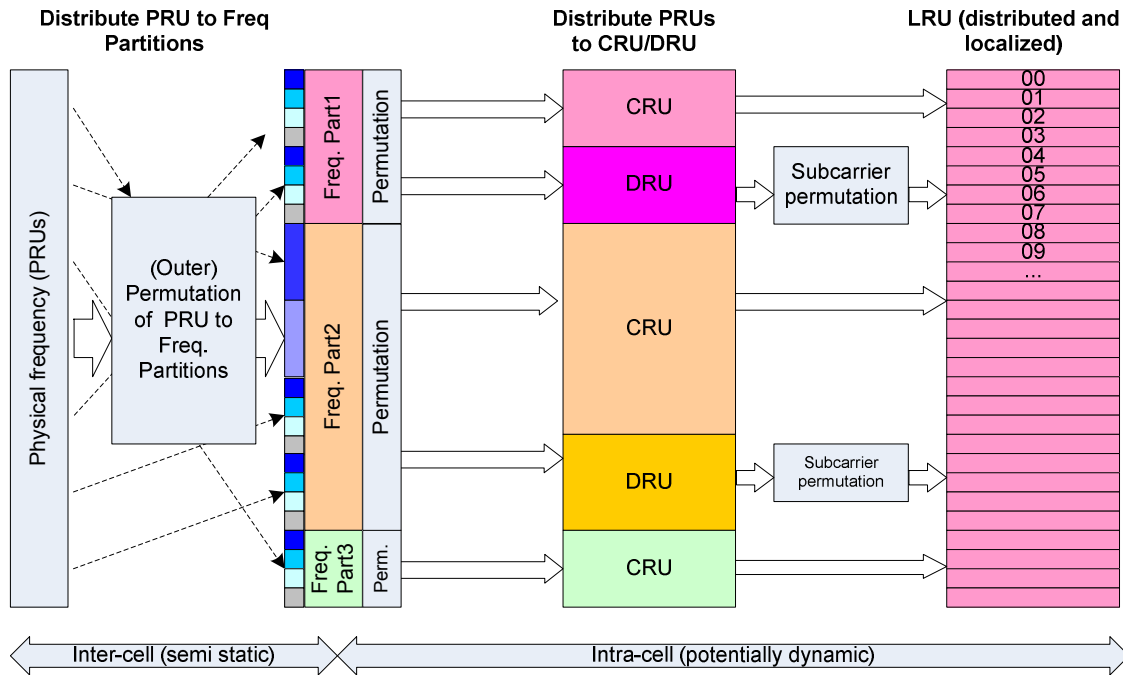 Distribute PRU to Freq
Partitions
Distribute PRUs
to CRU/DRU
LRU (distributed and
localized)
Physical frequency (PRUs)
(Outer)
Permutation
of PRU to
Freq.
Partitions
Freq. Part1
Permutation
Freq. Part2
Permutation
Freq.
Part3
Perm.
CRU
DRU
CRU
DRU
CRU
Subcarrier
permutation
Subcarrier
permutation
00
01
02
03
04
05
06
07
08
09
...
Inter-cell (semi static)
Intra-cell (potentially dynamic)